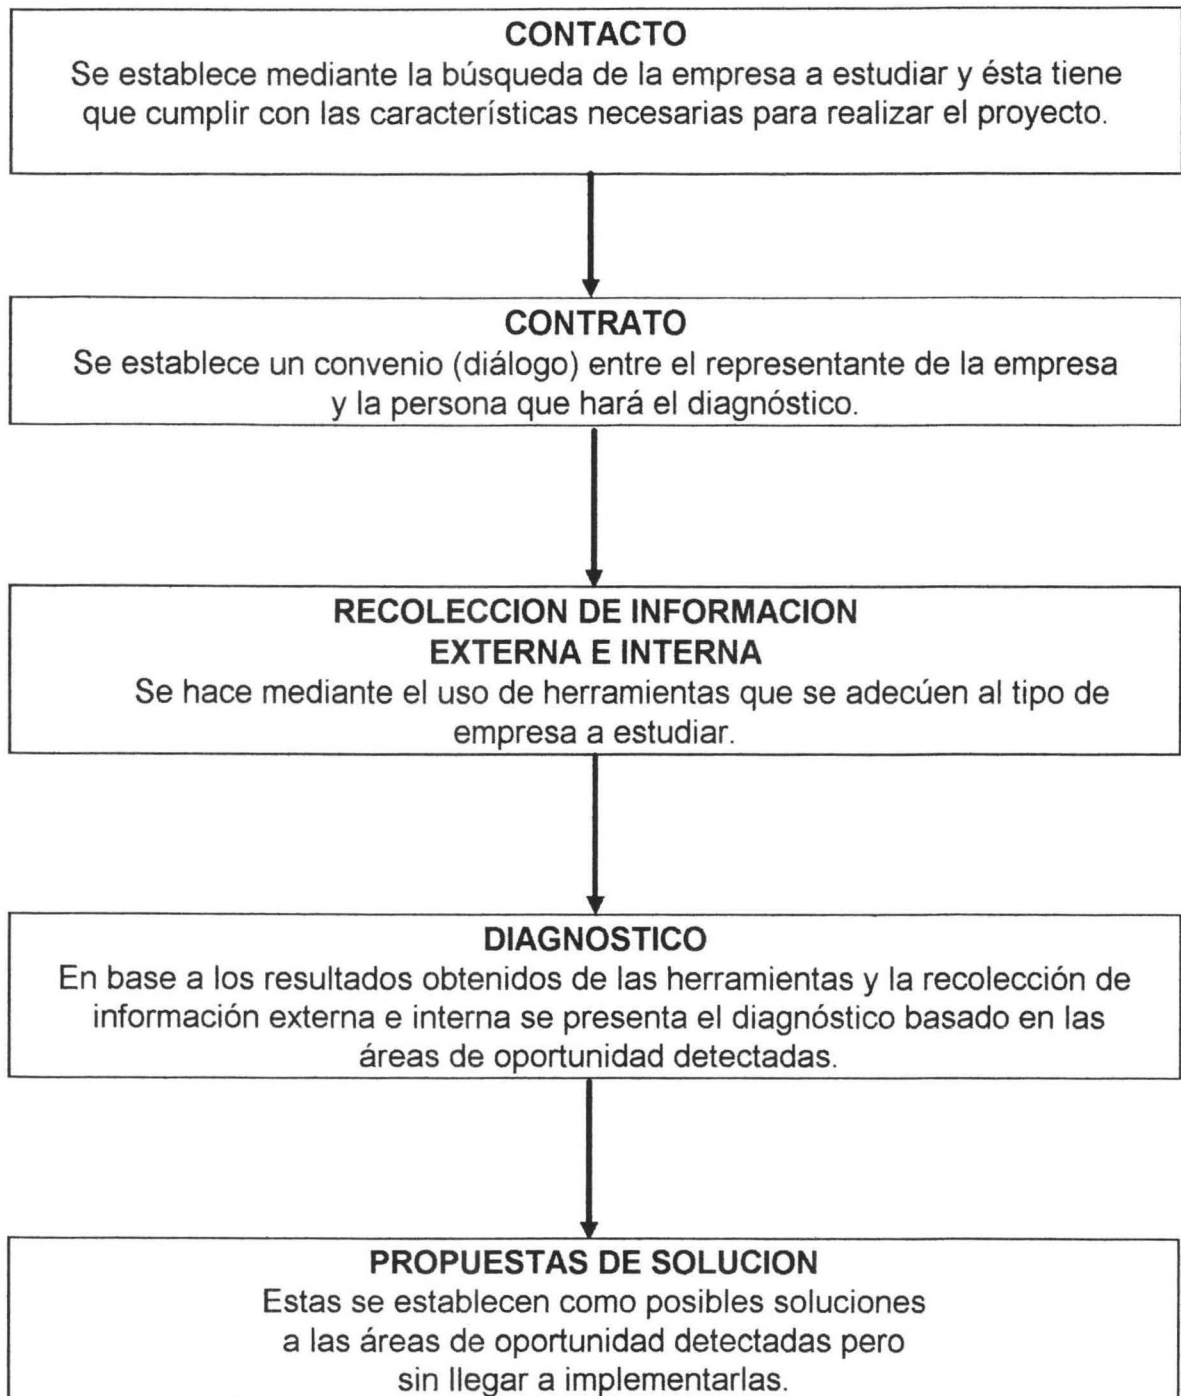 CONTACTO
Se establece mediante la búsqueda de la empresa a estudiar y ésta tiene
que cumplir con las características necesarias para realizar el proyecto.
CONTRATO
Se establece un convenio (diálogo) entre el representante de la empresa
y la persona que hará el diagnóstico.
RECOLECCION DE INFORMACION
EXTERNA E INTERNA
Se hace mediante el uso de herramientas que se adecúen al tipo de
empresa a estudiar.
DIAGNOSTICO
En base a los resultados obtenidos de las herramientas y la recolección de
información externa e interna se presenta el diagnóstico basado en las
áreas de oportunidad detectadas.
PROPUESTAS DE SOLUCION
Estas se establecen como posibles soluciones
a las áreas de oportunidad detectadas pero
sin llegar a implementarlas.